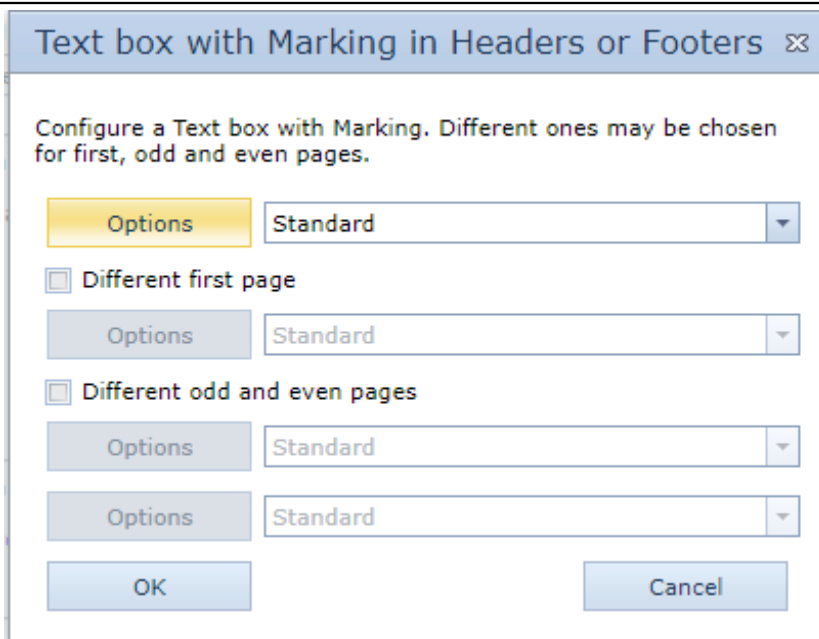 Text box with Marking in Headers or Footers
Configure a Text box with Marking. Different ones may be chosen
for first, odd and even pages.
Options Standard
Different first page
Options Standard
Different odd and even pages
Options Standard
Options Standard
OK Cancel